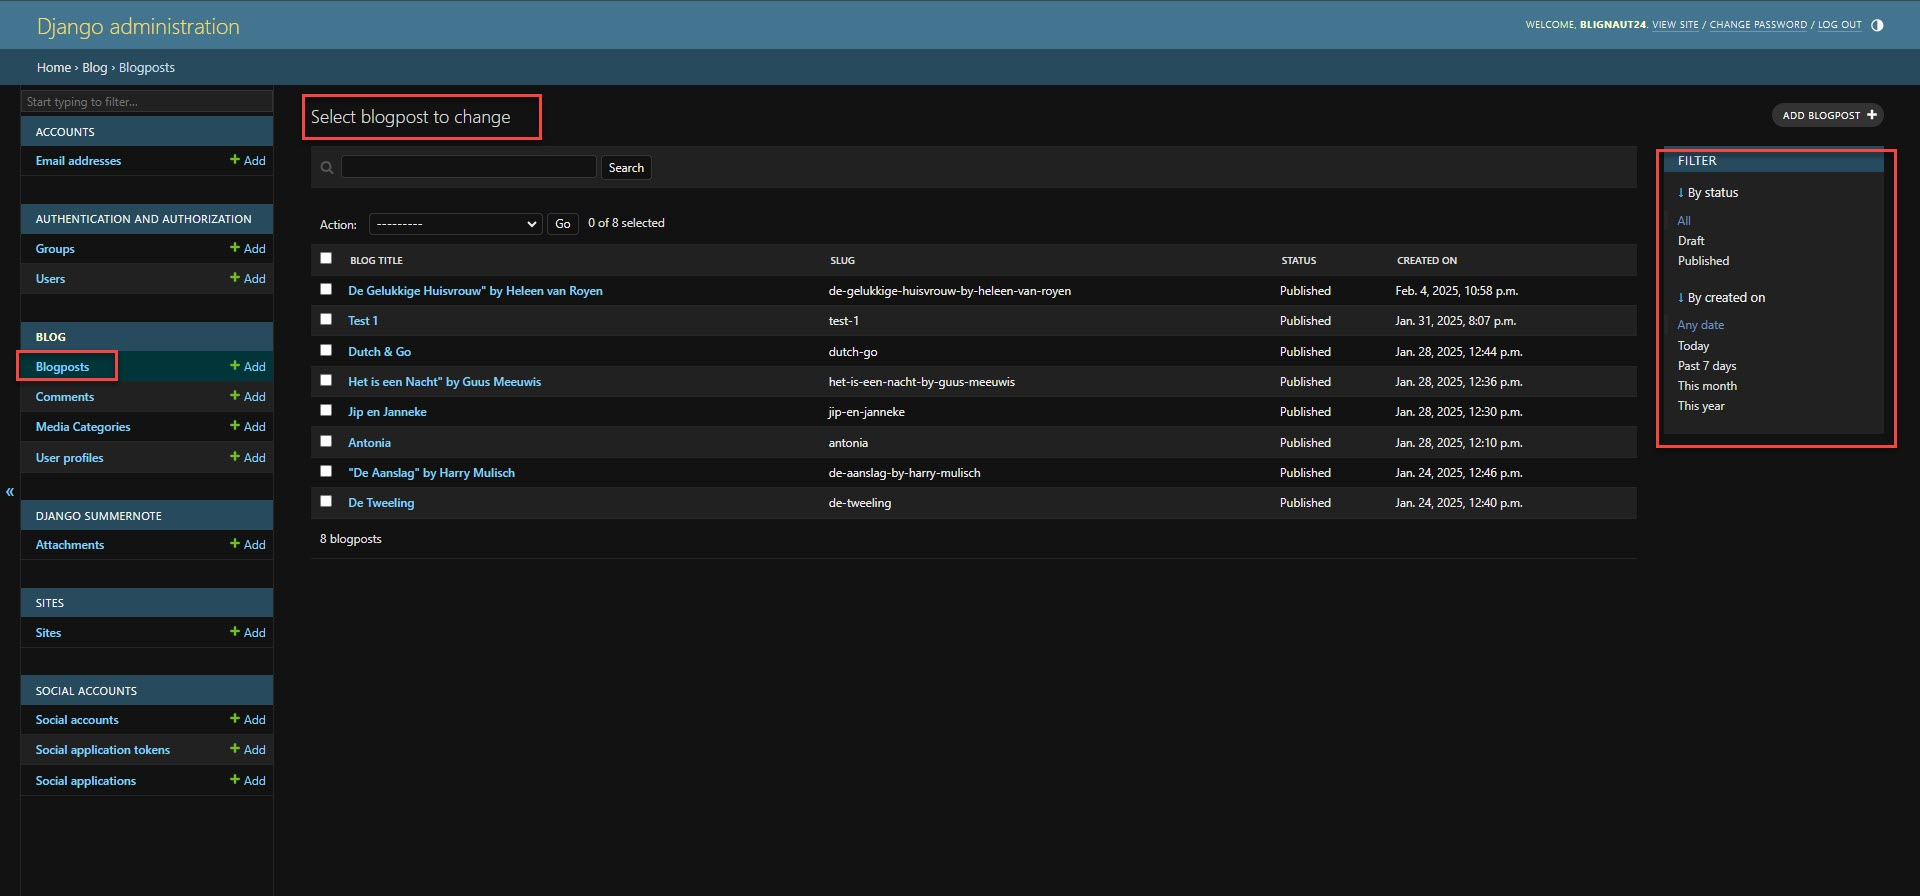 Django administration
WELCOME, BLIGNAUT24. VIEW SITE / CHANGE PASSWORD / LOG OUT
Home › Blog › Blogposts
Start typing to filter...
ACCOUNTS
Email addresses + Add
AUTHENTICATION AND AUTHORIZATION
Groups + Add
Users + Add
BLOG
Blogposts + Add
Comments + Add
Media Categories + Add
User profiles + Add
«
DJANGO SUMMERNOTE
Attachments + Add
SITES
Sites + Add
SOCIAL ACCOUNTS
Social accounts + Add
Social application tokens + Add
Social applications + Add
Select blogpost to change
ADD BLOGPOST +
Search
Action: --------- Go 0 of 8 selected
BLOG TITLE SLUG STATUS CREATED ON
De Gelukkige Huisvrouw" by Heleen van Royen de-gelukkige-huisvrouw-by-heleen-van-royen Published Feb. 4, 2025, 10:58 p.m.
Test 1 test-1 Published Jan. 31, 2025, 8:07 p.m.
Dutch & Go dutch-go Published Jan. 28, 2025, 12:44 p.m.
Het is een Nacht" by Guus Meeuwis het-is-een-nacht-by-guus-meeuwis Published Jan. 28, 2025, 12:36 p.m.
Jip en Janneke jip-en-janneke Published Jan. 28, 2025, 12:30 p.m.
Antonia antonia Published Jan. 28, 2025, 12:10 p.m.
"De Aanslag" by Harry Mulisch de-aanslag-by-harry-mulisch Published Jan. 24, 2025, 12:46 p.m.
De Tweeling de-tweeling Published Jan. 24, 2025, 12:40 p.m.
8 blogposts
FILTER
↓ By status
All
Draft
Published
↓ By created on
Any date
Today
Past 7 days
This month
This year